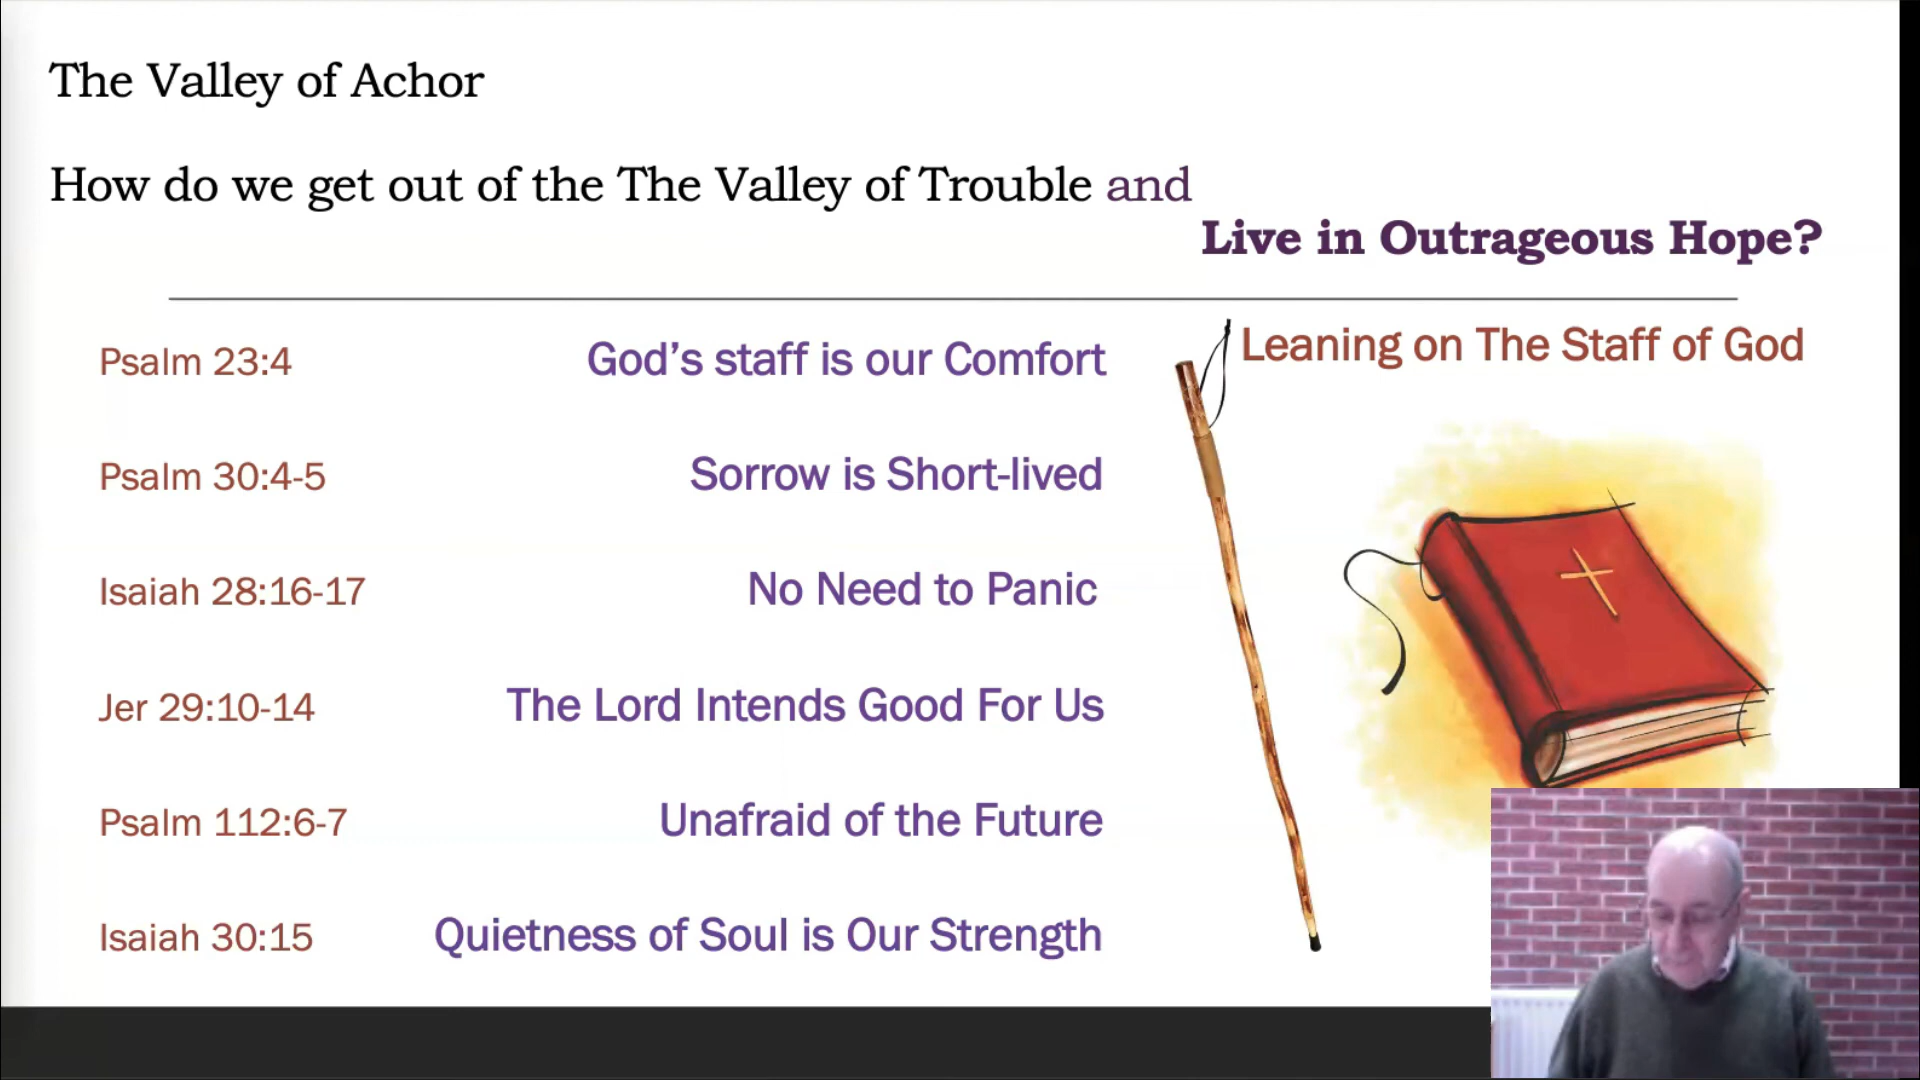 The Valley of Achor
How do we get out of the The Valley of Trouble and
Live in Outrageous Hope?
Leaning on The Staff of God
Psalm 23:4 God’s staff is our Comfort
Psalm 30:4-5 Sorrow is Short-lived
Isaiah 28:16-17 No Need to Panic
Jer 29:10-14 The Lord Intends Good For Us
Psalm 112:6-7 Unafraid of the Future
Isaiah 30:15 Quietness of Soul is Our Strength